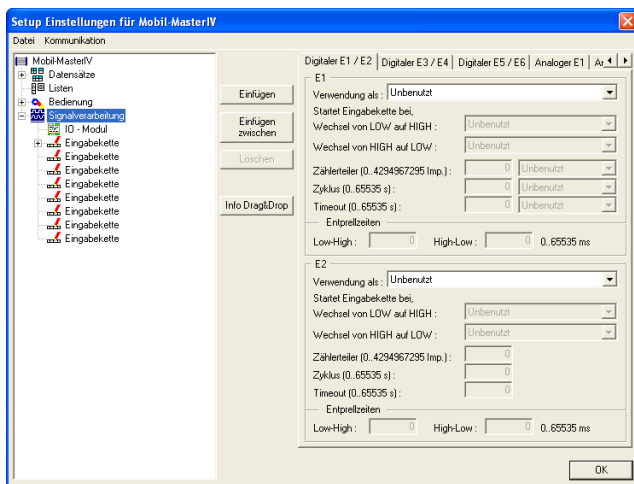 Setup Einstellungen für Mobil-MasterIV
Datei Kommunikation
Mobil-MasterIV
Datensätze
Listen
Bedienung
Signalverarbeitung
IO - Modul
Eingabekette
Eingabekette
Eingabekette
Eingabekette
Eingabekette
Eingabekette
Eingabekette
Eingabekette
Einfügen
Einfügen
zwischen
Löschen
Info Drag&Drop
Digitaler E1 / E2 Digitaler E3 / E4 Digitaler E5 / E6 Analoger E1
E1
Verwendung als : Unbenutzt
Startet Eingabekette bei,
Wechsel von LOW auf HIGH : Unbenutzt
Wechsel von HIGH auf LOW : Unbenutzt
Zählerteiler (0..4294967295 Imp.) : 0 Unbenutzt
Zyklus (0..65535 s) : 0 Unbenutzt
Timeout (0..65535 s) : 0 Unbenutzt
Entprellzeiten
Low-High : 0 High-Low : 0 0..65535 ms
E2
Verwendung als : Unbenutzt
Startet Eingabekette bei,
Wechsel von LOW auf HIGH : Unbenutzt
Wechsel von HIGH auf LOW : Unbenutzt
Zählerteiler (0..4294967295 Imp.) : 0
Zyklus (0..65535 s) : 0
Timeout (0..65535 s) : 0
Entprellzeiten
Low-High : 0 High-Low : 0 0..65535 ms
OK